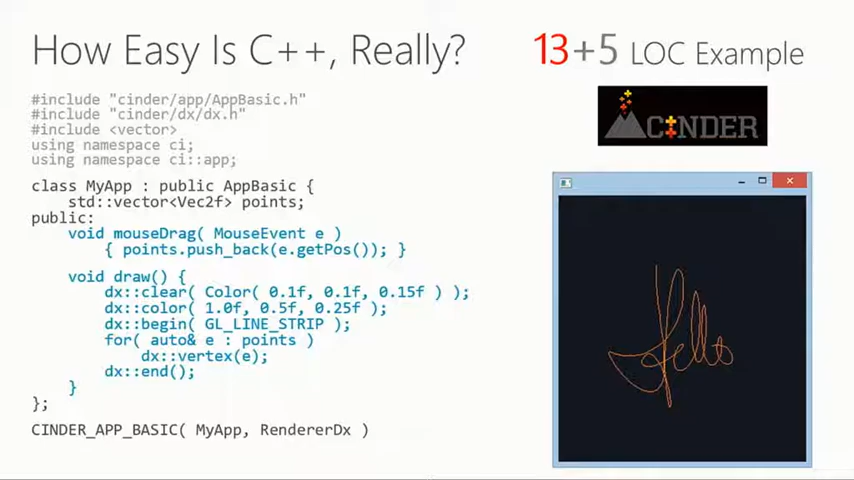 How Easy Is C++, Really?
13+5 LOC Example
#include "cinder/app/AppBasic.h"
#include "cinder/dx/dx.h"
#include <vector>
using namespace ci;
using namespace ci::app;
class MyApp : public AppBasic {
std::vector<Vec2f> points;
public:
void mouseDrag( MouseEvent e )
{ points.push_back(e.getPos()); }
void draw() {
dx::clear( Color( 0.1f, 0.1f, 0.15f ) );
dx::color( 1.0f, 0.5f, 0.25f );
dx::begin( GL_LINE_STRIP );
for( auto& e : points )
dx::vertex(e);
dx::end();
}
};
CINDER_APP_BASIC( MyApp, RendererDx )
CINDER
Hello